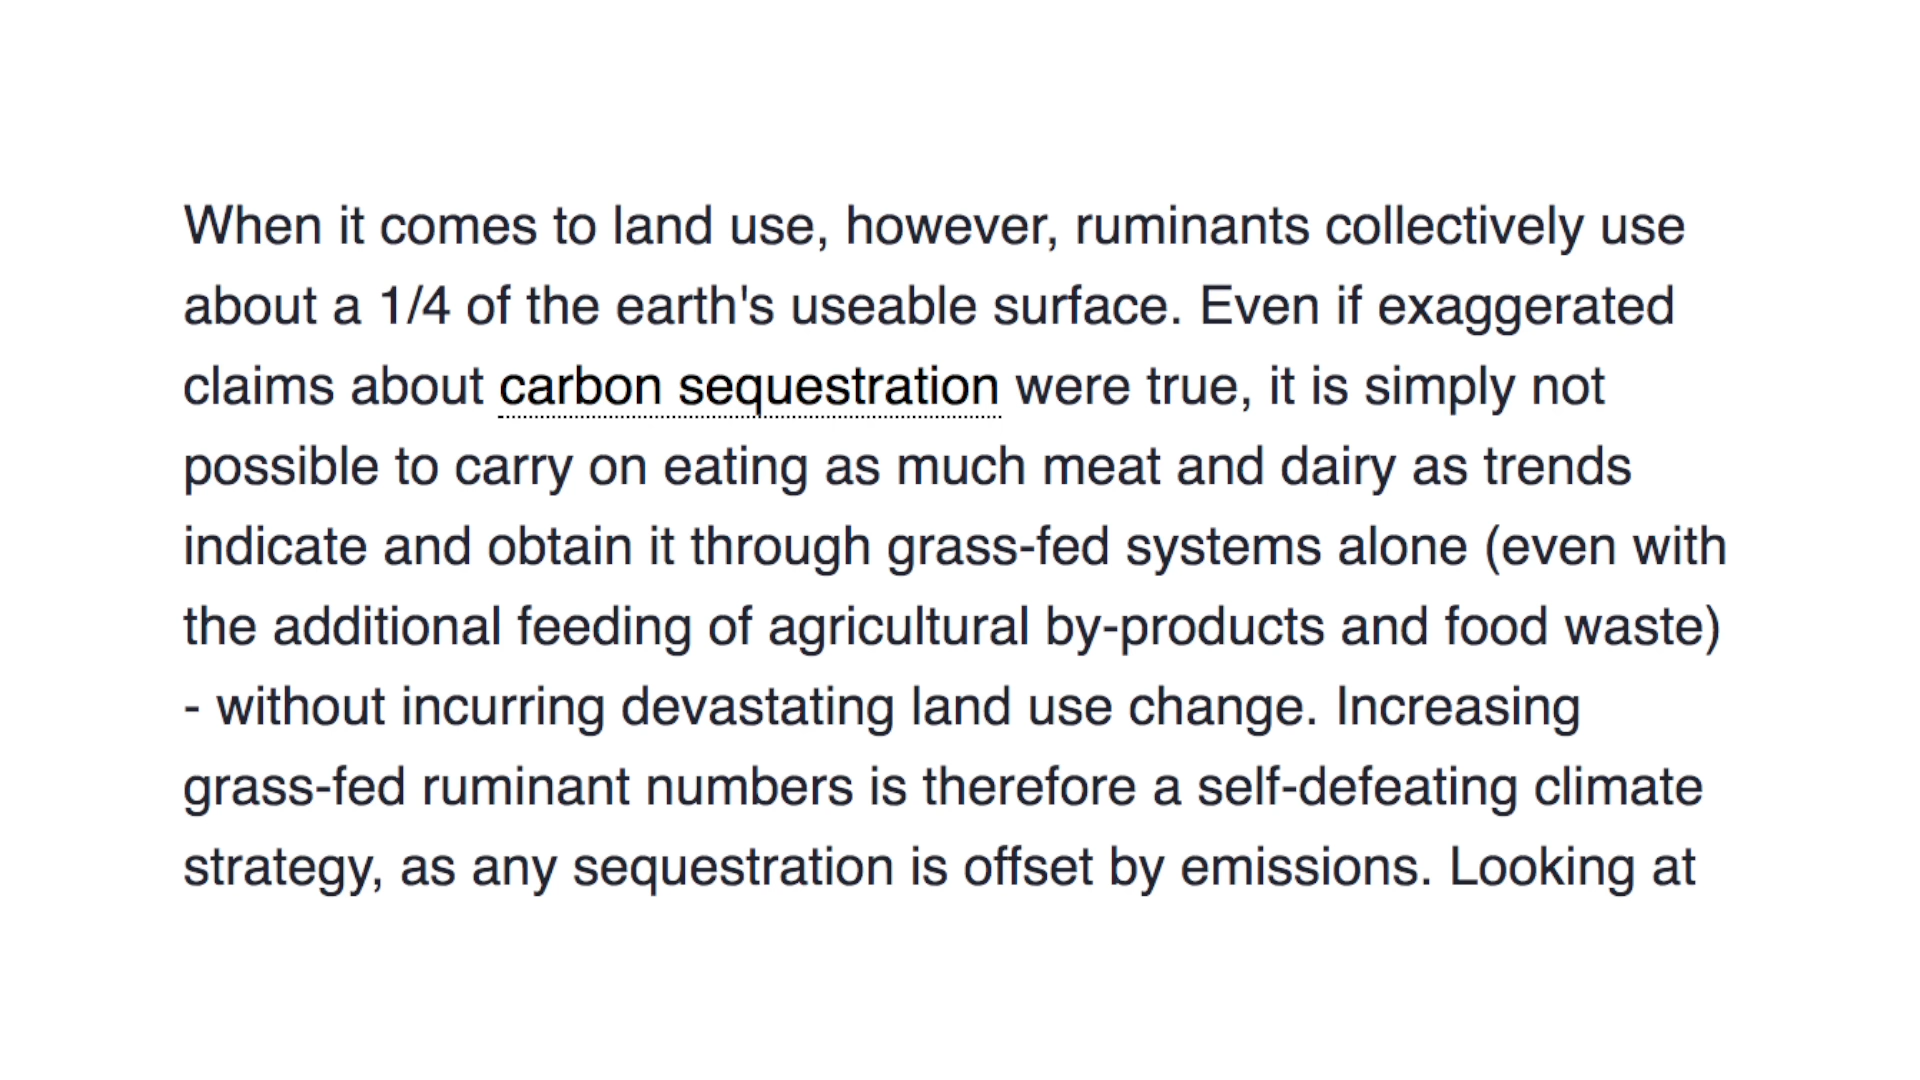 When it comes to land use, however, ruminants collectively use
about a 1/4 of the earth's useable surface. Even if exaggerated
claims about carbon sequestration were true, it is simply not
possible to carry on eating as much meat and dairy as trends
indicate and obtain it through grass-fed systems alone (even with
the additional feeding of agricultural by-products and food waste)
- without incurring devastating land use change. Increasing
grass-fed ruminant numbers is therefore a self-defeating climate
strategy, as any sequestration is offset by emissions. Looking at